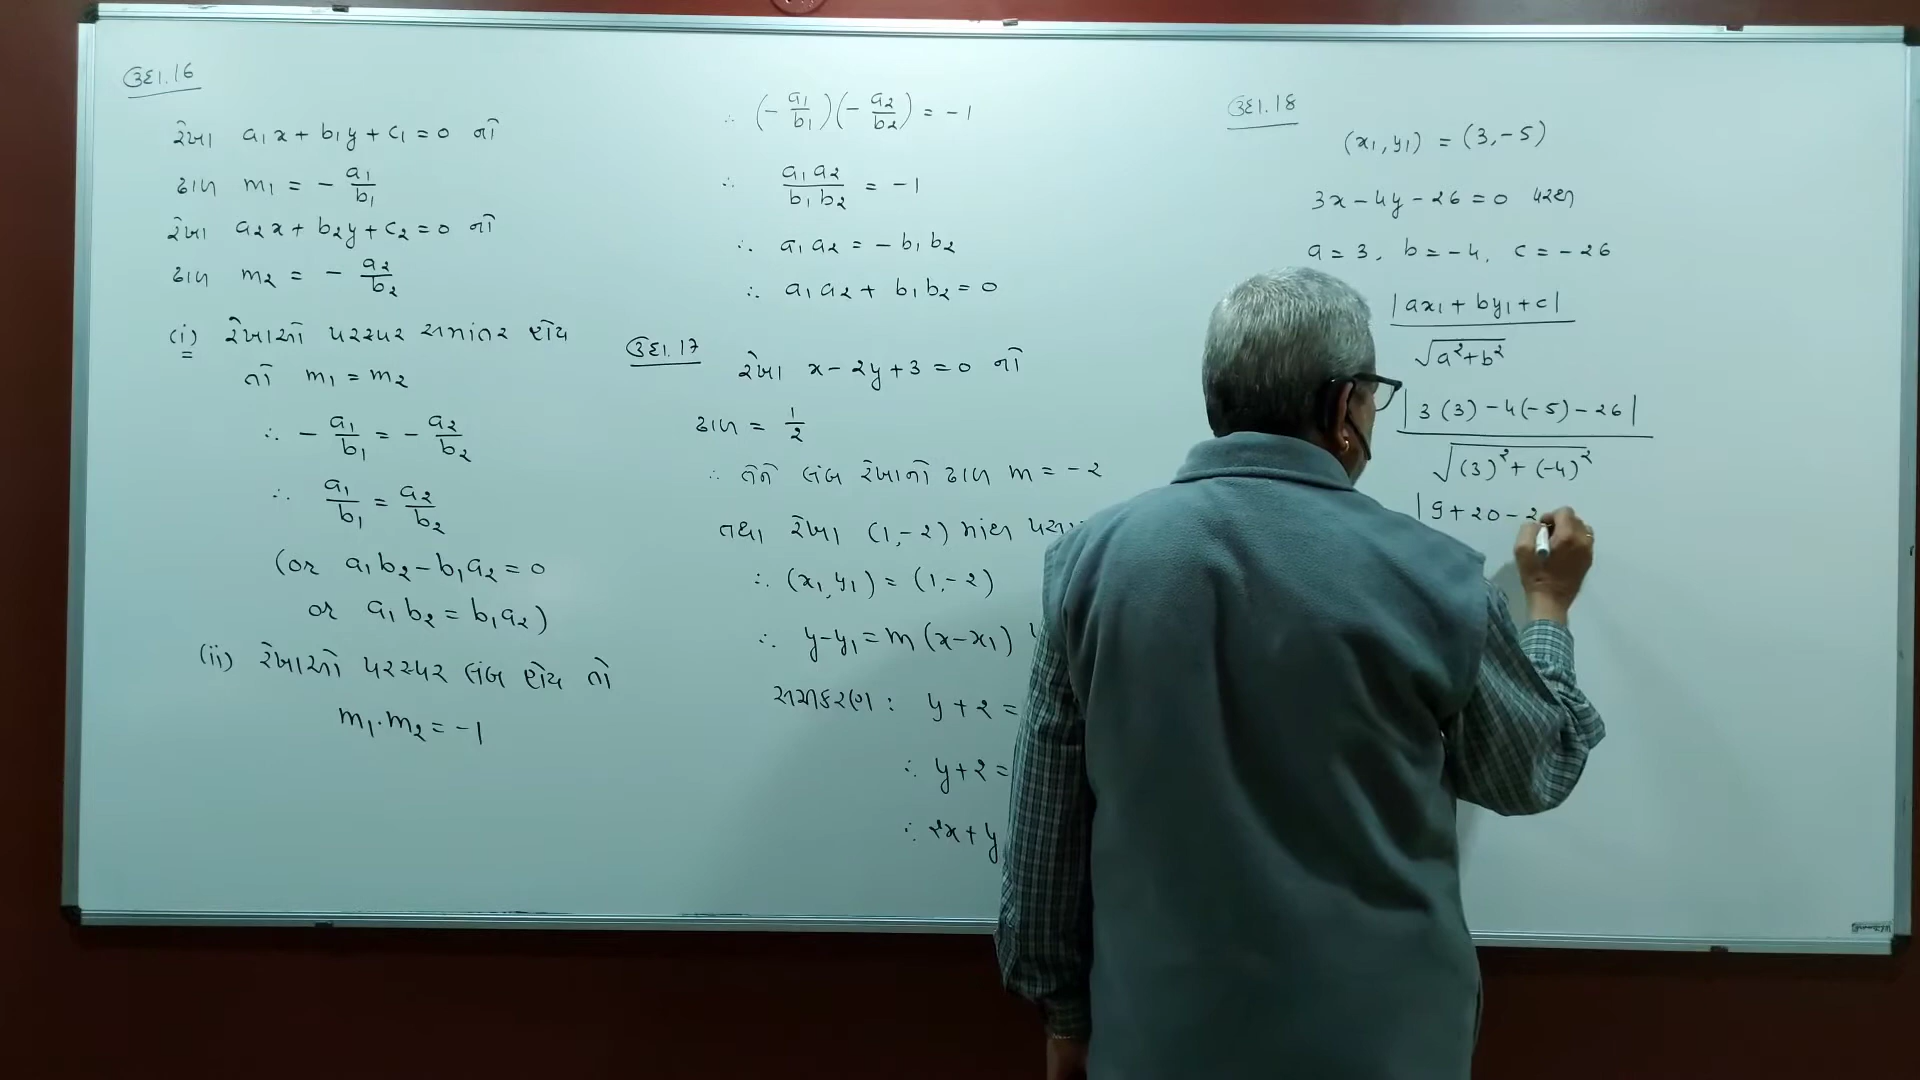 ઉદા.16
રેખા a₁x + b₁y + c₁ = 0 નો
ઢાળ m₁ = - a₁/b₁
રેખા a₂x + b₂y + c₂ = 0 નો
ઢાળ m₂ = - a₂/b₂
(i) રેખાઓ પરસ્પર સમાંતર હોય
તો m₁ = m₂
∴ - a₁/b₁ = - a₂/b₂
∴ a₁/b₁ = a₂/b₂
(or a₁b₂ - b₁a₂ = 0
or a₁b₂ = b₁a₂)
(ii) રેખાઓ પરસ્પર લંબ હોય તો
m₁.m₂ = -1
∴ (- a₁/b₁)(- a₂/b₂) = -1
∴ a₁a₂/b₁b₂ = -1
∴ a₁a₂ = - b₁b₂
∴ a₁a₂ + b₁b₂ = 0
ઉદા.17
રેખા x - 2y + 3 = 0 નો
ઢાળ = 1/2
∴ તેને લંબ રેખાનો ઢાળ m = -2
તથા રેખા (1,-2) માંથી
∴ (x₁,y₁) = (1,-2)
∴ y-y₁ = m(x-x₁)
સમીકરણ : y + 2 =
∴ y + 2 =
∴ 2x + y
ઉદા.18
(x₁,y₁) = (3,-5)
3x - 4y - 26 = 0 પરથી
a = 3, b = -4, c = -26
|ax₁ + by₁ + c|
√a²+b²
|3(3) - 4(-5) - 26|
√(3)² + (-4)²
|9 + 20 - 2